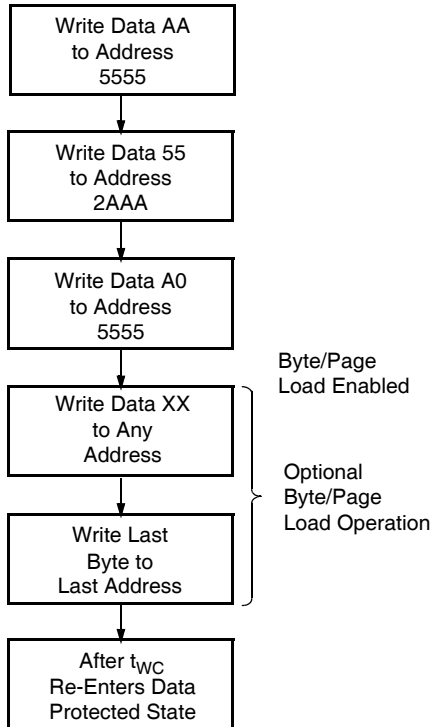 Write Data AA
to Address
5555
Write Data 55
to Address
2AAA
Write Data A0
to Address
5555
Byte/Page
Load Enabled
Write Data XX
to Any
Address
Optional
Byte/Page
Load Operation
Write Last
Byte to
Last Address
After tWC
Re-Enters Data
Protected State